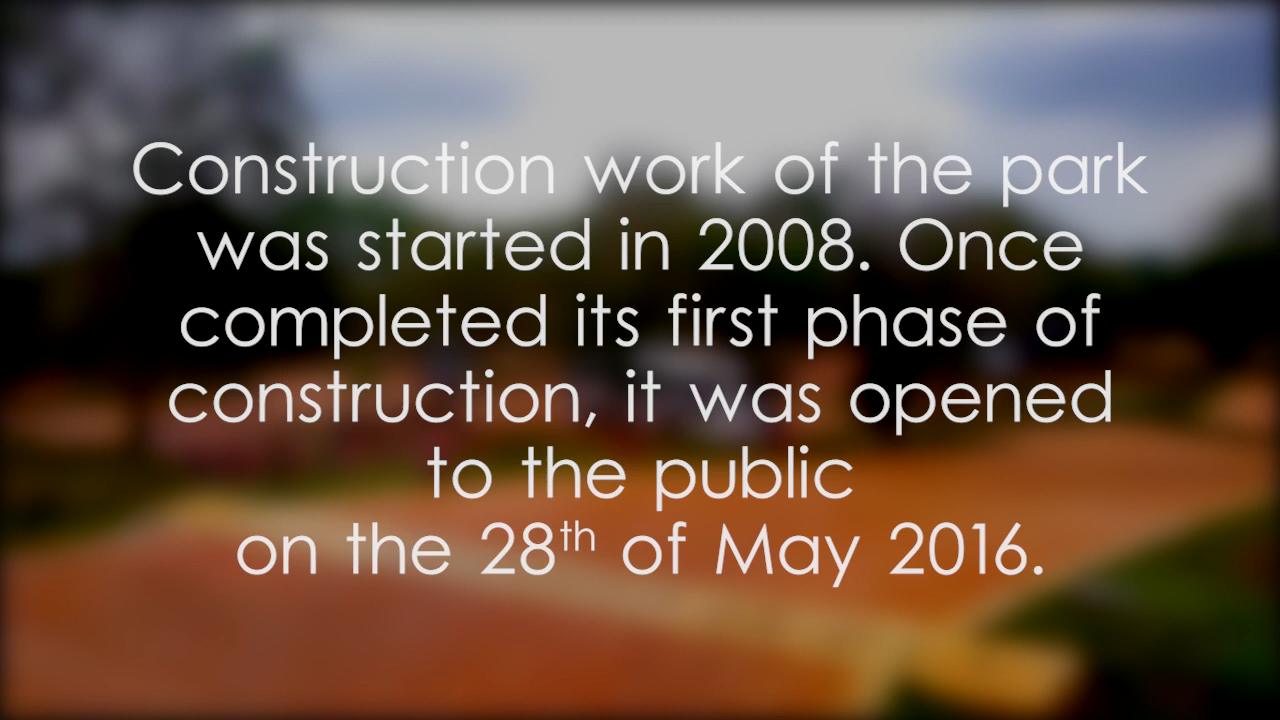 Construction work of the park
was started in 2008. Once
completed its first phase of
construction, it was opened
to the public
on the 28th of May 2016.